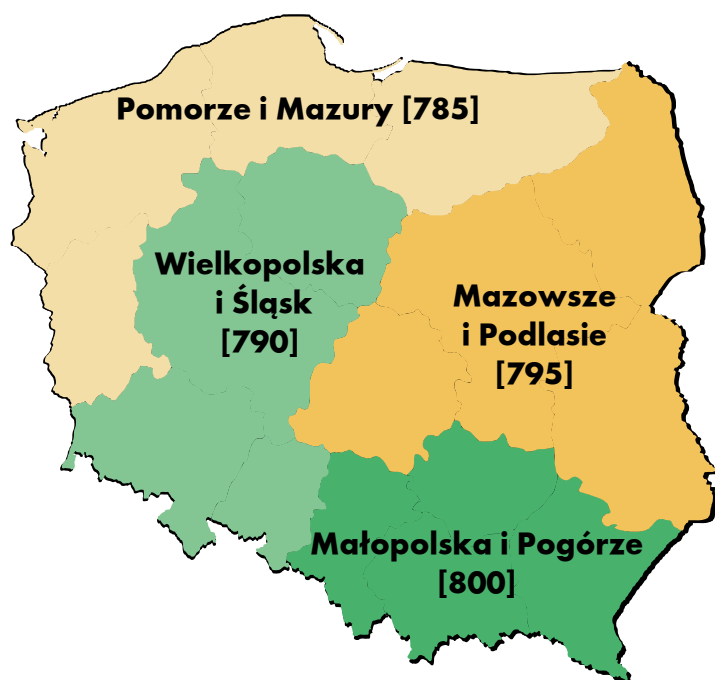 Pomorze i Mazury [785]
Wielkopolska
i Śląsk
[790]
Mazowsze
i Podlasie
[795]
Małopolska i Pogórze
[800]